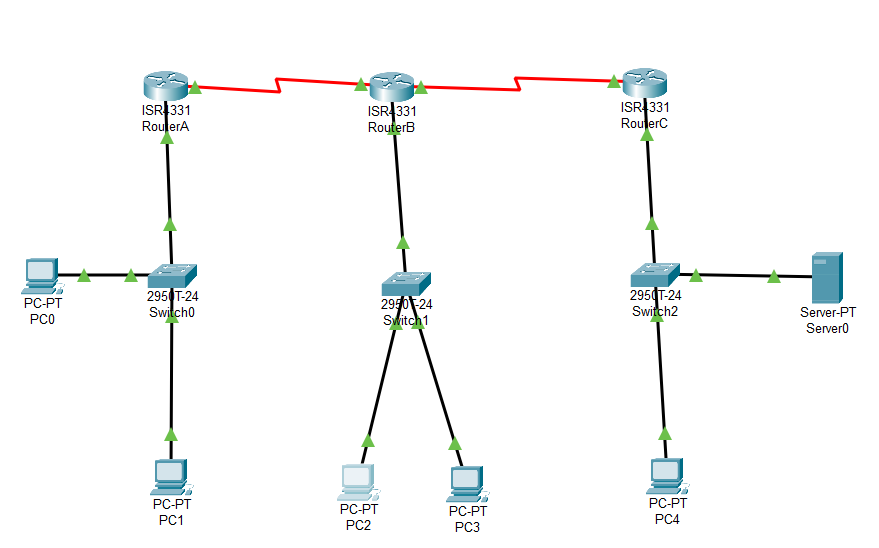 ISR4331
RouterA
ISR4331
RouterB
ISR4331
RouterC
PC-PT
PC0
2950T-24
Switch0
2950T-24
Switch1
2950T-24
Switch2
Server-PT
Server0
PC-PT
PC1
PC-PT
PC2
PC-PT
PC3
PC-PT
PC4